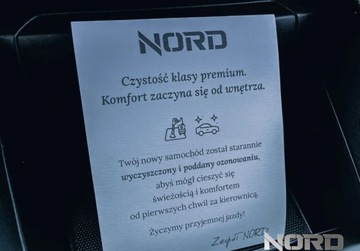 NORD
Czystość klasy premium.
Komfort zaczyna się od wnętrza.
Twój nowy samochód został starannie
wyczyszczony i poddany ozonowaniu,
abyś mógł cieszyć się
świeżością i komfortem
od pierwszych chwil za kierownicą.
Życzymy przyjemnej jazdy!
Zespół NORD
NORD